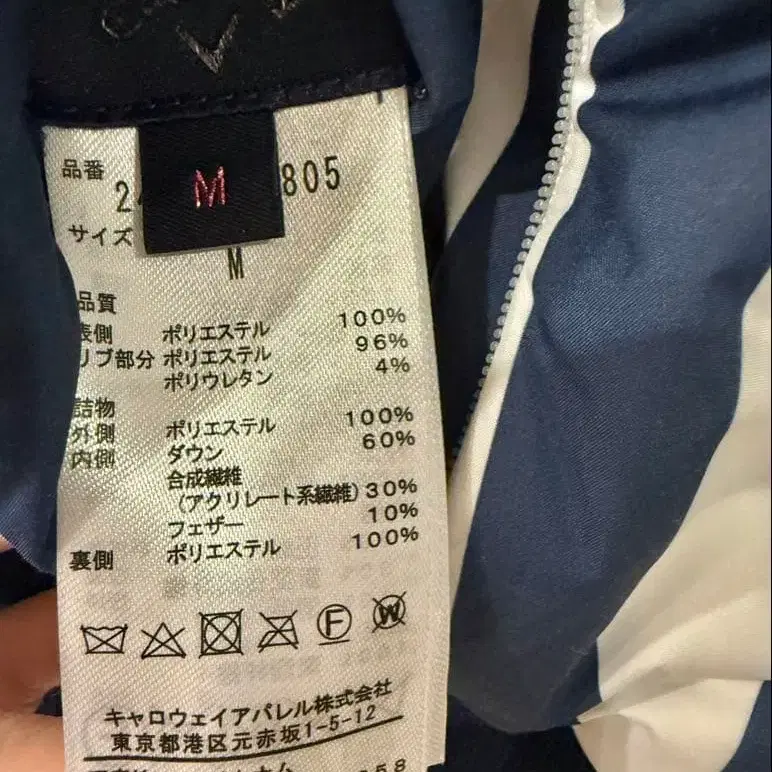 品番
2 805
M
サイズ
M
品質
表側 ポリエステル 100%
リブ部分 ポリエステル 96%
ポリウレタン 4%
詰物
外側 ポリエステル 100%
内側 ダウン 60%
合成繊維
(アクリレート系繊維) 30%
フェザー 10%
裏側 ポリエステル 100%
F W
キャロウェイアパレル株式会社
東京都港区元赤坂1-5-12